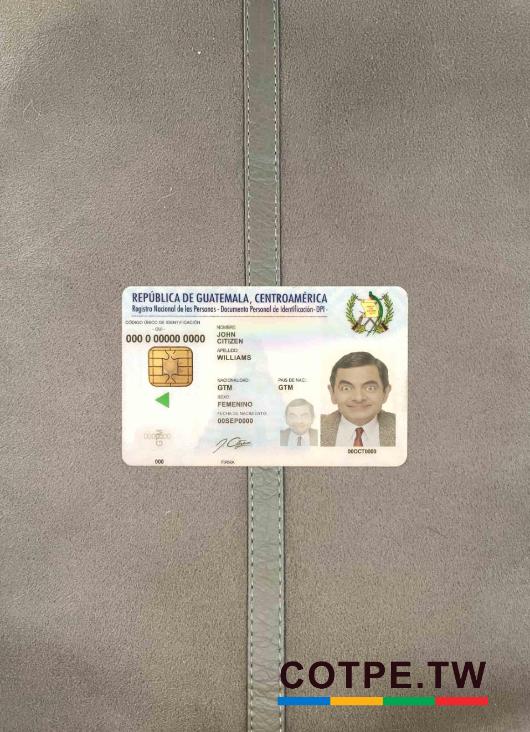 REPÚBLICA DE GUATEMALA, CENTROAMÉRICA
Registro Nacional de las Personas - Documento Personal de Identificación- DPI -
CÓDIGO ÚNICO DE IDENTIFICACIÓN
- CUI -
000 0 00000 0000
NOMBRE
JOHN
CITIZEN
APELLIDO
WILLIAMS
NACIONALIDAD
GTM
PAIS DE NAC.
GTM
SEXO
FEMENINO
FECHA DE NACIMIENTO
00SEP0000
000
FIRMA
00OCT0000
COTPE.TW